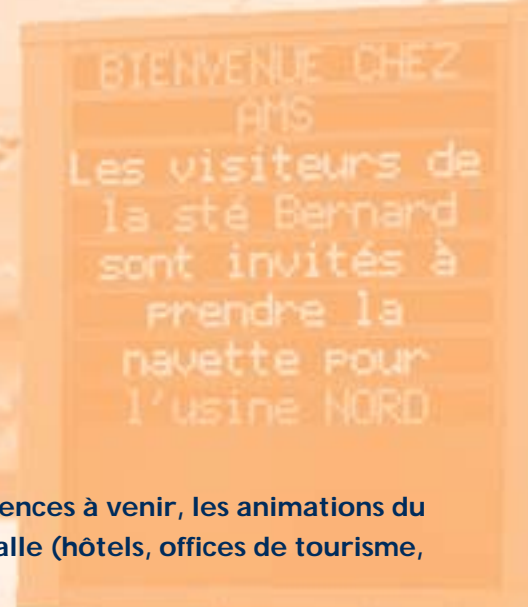 BIENVENUE CHEZ
AMS
Les visiteurs de
la sté Bernard
sont invités à
prendre la
navette pour
l'usine NORD
ences à venir, les animations du
alle (hôtels, offices de tourisme,